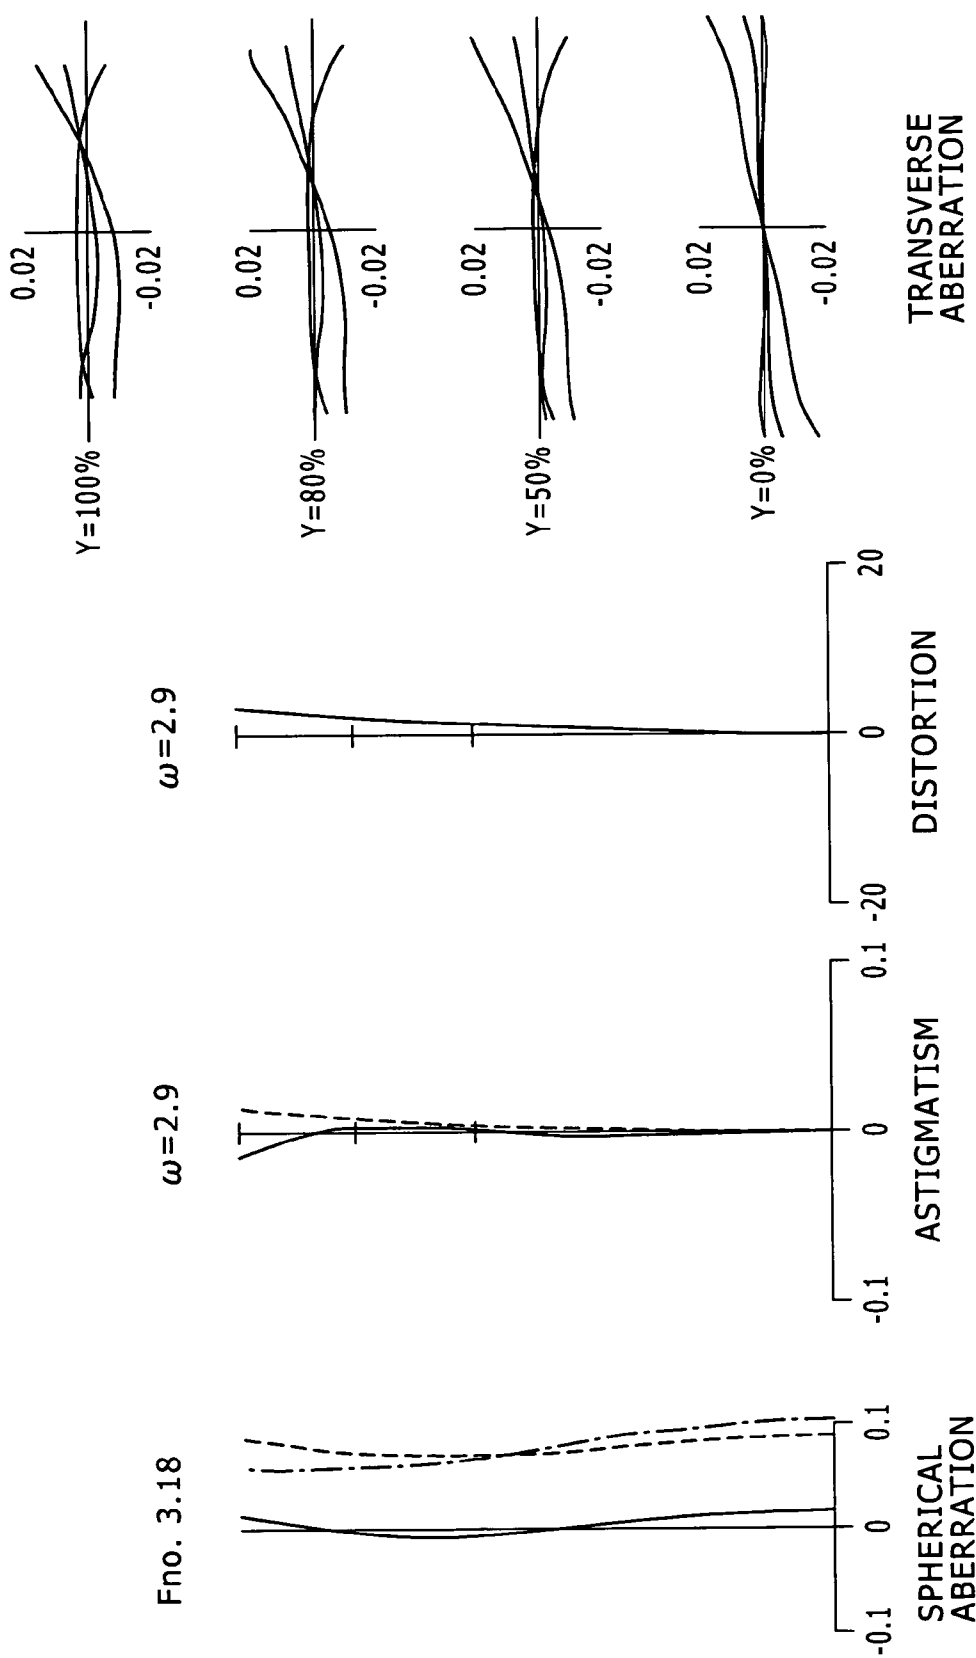 Fno. 3.18
-0.1
0
0.1
SPHERICAL
ABERRATION
ω=2.9
-0.1
0
0.1
ASTIGMATISM
ω=2.9
-20
0
20
DISTORTION
Y=100%
0.02
-0.02
Y=80%
0.02
-0.02
Y=50%
0.02
-0.02
Y=0%
0.02
-0.02
TRANSVERSE
ABERRATION